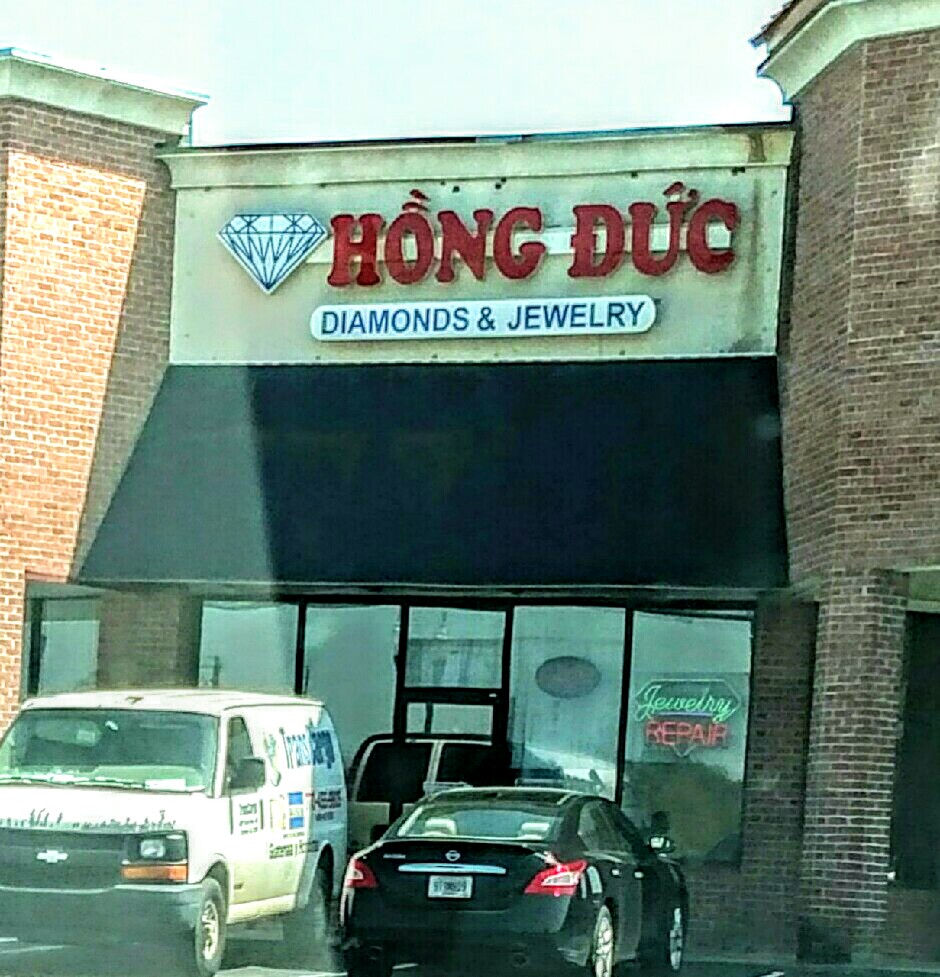 HỒNG ĐỨC
DIAMONDS & JEWELRY
Jewelry
REPAIR